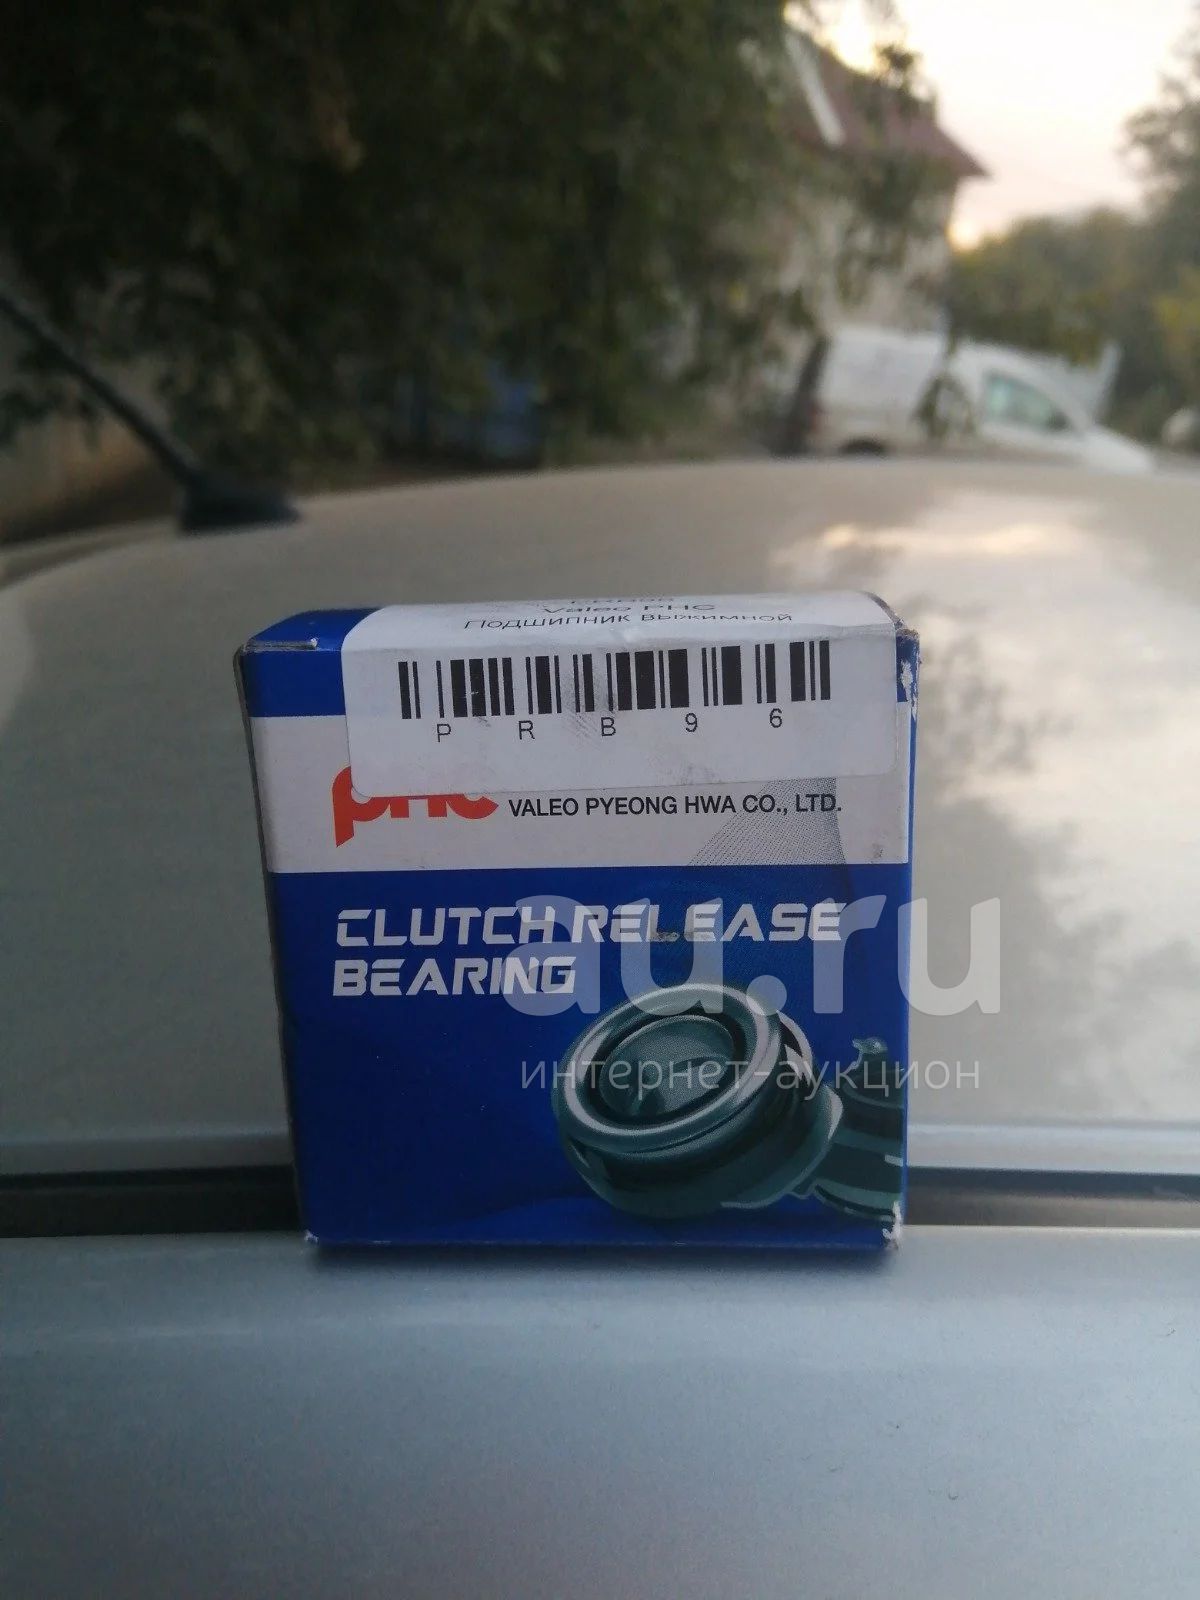 Valeo PHC
Подшипник выжимной
P R B 9 6
PHC VALEO PYEONG HWA CO., LTD.
CLUTCH RELEASE
BEARING
au.ru
интернет-аукцион